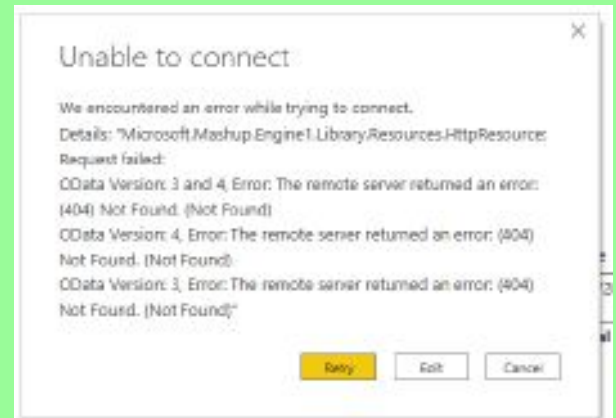 Unable to connect
We encountered an error while trying to connect.
Details: "Microsoft.Mashup.Engine1.Library.Resources.HttpResource:
Request failed:
OData Version: 3 and 4, Error: The remote server returned an error:
(404) Not Found. (Not Found)
OData Version: 4, Error: The remote server returned an error: (404)
Not Found. (Not Found)
OData Version: 3, Error: The remote server returned an error: (404)
Not Found. (Not Found)"
Retry
Edit
Cancel